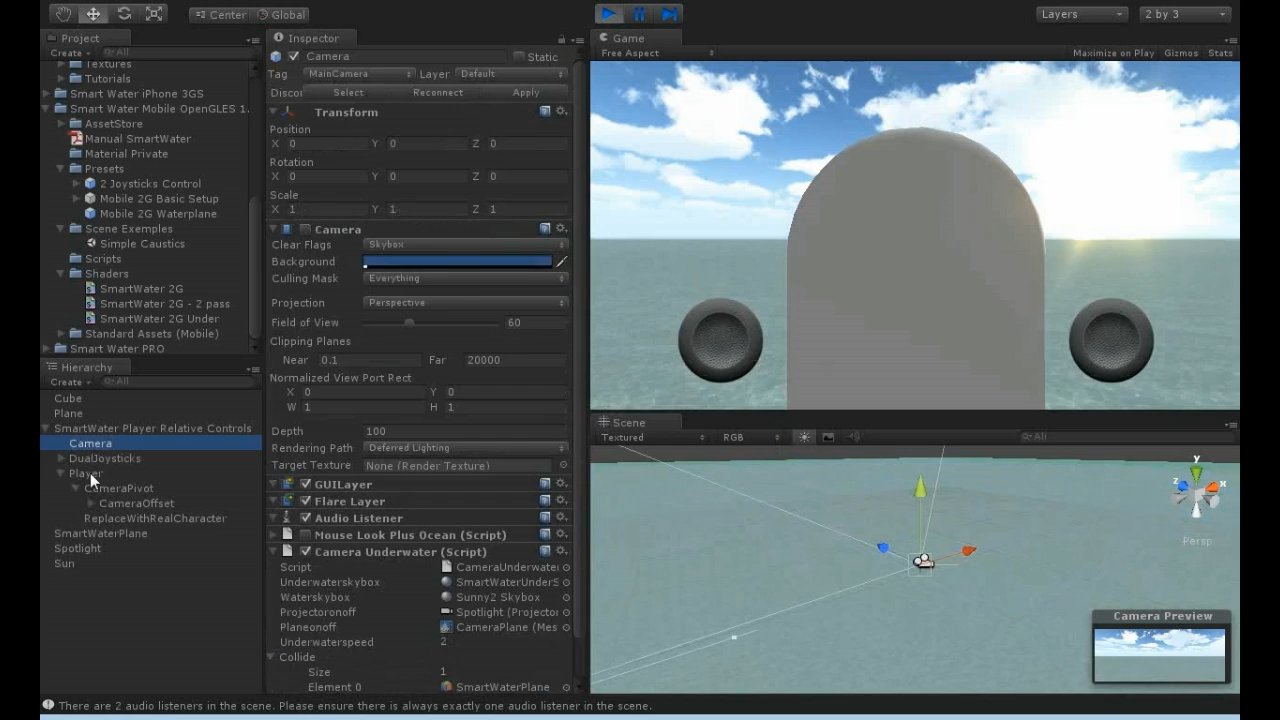 Center Global
Layers
2 by 3
Project
Create All
Textures
Tutorials
Smart Water iPhone 3GS
Smart Water Mobile OpenGLES 1.
AssetStore
Manual SmartWater
Material Private
Presets
2 Joysticks Control
Mobile 2G Basic Setup
Mobile 2G Waterplane
Scene Examples
Simple Caustics
Scripts
Shaders
SmartWater 2G
SmartWater 2G - 2 pass
SmartWater 2G Under
Standard Assets (Mobile)
Smart Water PRO
Hierarchy
Create All
Cube
Plane
SmartWater Player Relative Controls
Camera
DualJoysticks
Player
CameraPivot
CameraOffset
ReplaceWithRealCharacter
SmartWaterPlane
Spotlight
Sun
Inspector
Camera Static
Tag MainCamera Layer Default
Discor Select Reconnect Apply
Transform
Position
X 0 Y 0 Z 0
Rotation
X 0 Y 0 Z 0
Scale
X 1 Y 1 Z 1
Camera
Clear Flags Skybox
Background
Culling Mask Everything
Projection Perspective
Field of View 60
Clipping Planes
Near 0.1 Far 20000
Normalized View Port Rect
X 0 Y 0
W 1 H 1
Depth 100
Rendering Path Deferred Lighting
Target Texture None (Render Texture)
GUILayer
Flare Layer
Audio Listener
Mouse Look Plus Ocean (Script)
Camera Underwater (Script)
Script CameraUnderwater
Underwaterskybox SmartWaterUnderS
Waterskybox Sunny2 Skybox
Projectoronoff Spotlight (Projector
Planeonoff CameraPlane (Mes
Underwaterspeed 2
Collide
Size 1
Element 0 SmartWaterPlane
Game
Free Aspect Maximize on Play Gizmos Stats
Scene
Textured RGB All
y
z x
Persp
Camera Preview
There are 2 audio listeners in the scene. Please ensure there is always exactly one audio listener in the scene.